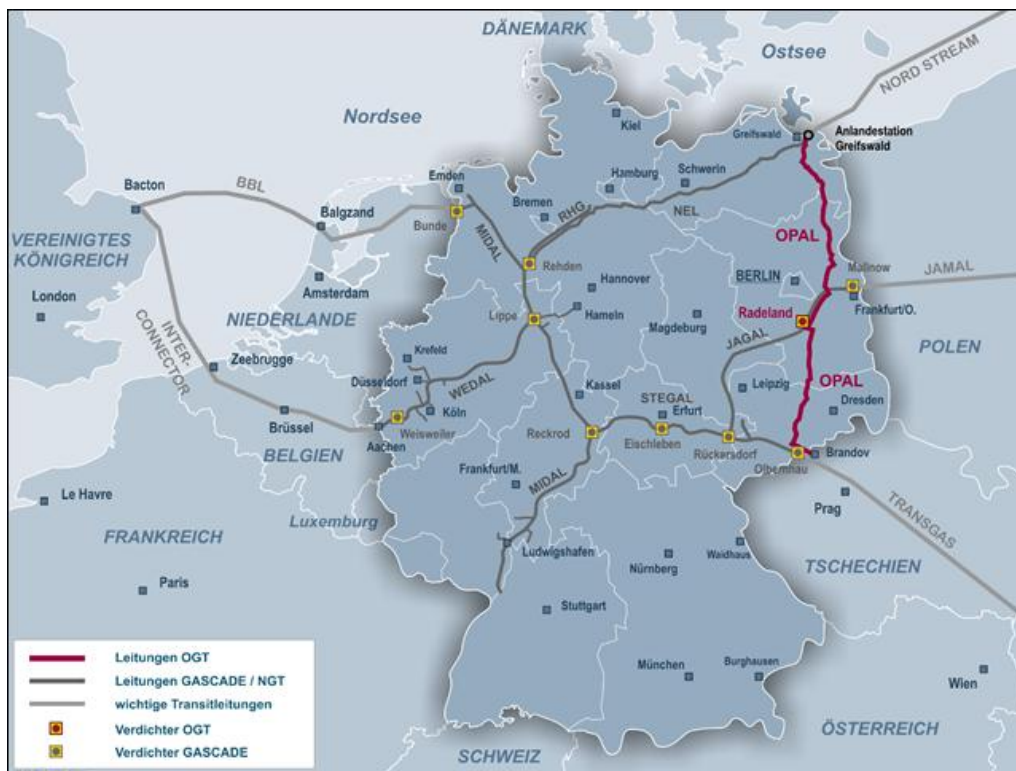 DÄNEMARK
Ostsee
NORD STREAM
Nordsee
Kiel
Greifswald
Anlandestation
Greifswald
Bacton
BBL
Emden
Hamburg
Schwerin
Balgzand
Bunde
Bremen
RHG
NEL
MIDAL
OPAL
VEREINIGTES
KÖNIGREICH
Rehden
Hannover
BERLIN
Mallnow
JAMAL
London
Amsterdam
NIEDERLANDE
Lippe
Hameln
Magdeburg
Radeland
Frankfurt/O.
INTER-
CONNECTOR
Zeebrugge
Krefeld
JAGAL
POLEN
Düsseldorf
WEDAL
Kassel
STEGAL
Leipzig
OPAL
Dresden
Brüssel
Köln
Erfurt
Aachen
Weisweiler
Reckrod
Eischleben
Rückersdorf
Brandov
BELGIEN
Olbernhau
Frankfurt/M.
MIDAL
Prag
TRANSGAS
Le Havre
Luxemburg
FRANKREICH
Ludwigshafen
Nürnberg
Waidhaus
TSCHECHIEN
Paris
Stuttgart
München
Burghausen
Wien
ÖSTERREICH
SCHWEIZ
Leitungen OGT
Leitungen GASCADE / NGT
wichtige Transitleitungen
Verdichter OGT
Verdichter GASCADE